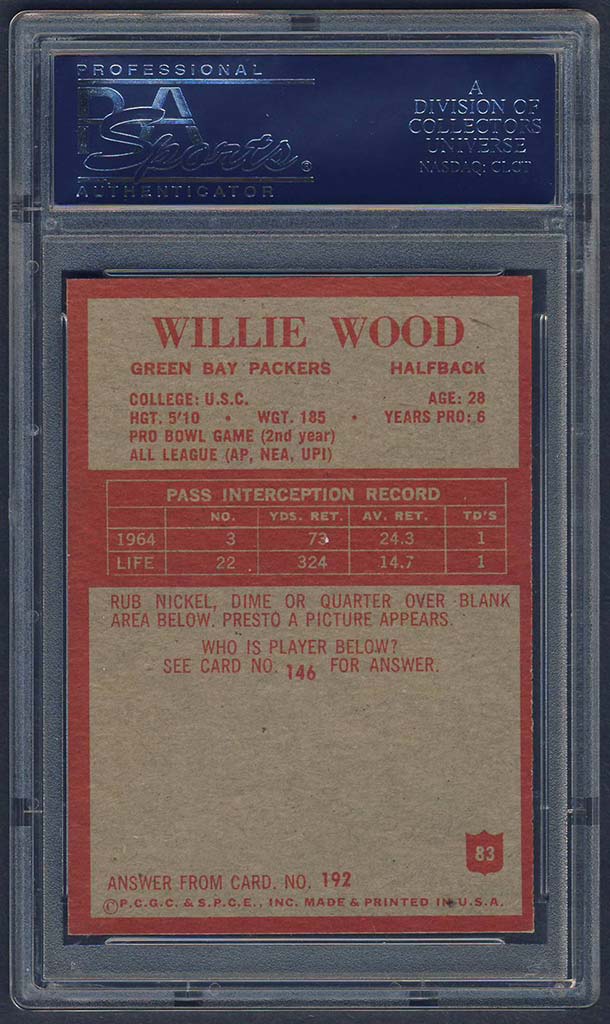 PROFESSIONAL
PSA
Sports®
AUTHENTICATOR
A
DIVISION OF
COLLECTORS
UNIVERSE
NASDAQ: CLCT
WILLIE WOOD
GREEN BAY PACKERS HALFBACK
COLLEGE: U.S.C. AGE: 28
HGT. 5'10 • WGT. 185 • YEARS PRO: 6
PRO BOWL GAME (2nd year)
ALL LEAGUE (AP, NEA, UPI)
PASS INTERCEPTION RECORD
NO. YDS. RET. AV. RET. TD'S
1964 3 73 24.3 1
LIFE 22 324 14.7 1
RUB NICKEL, DIME OR QUARTER OVER BLANK
AREA BELOW. PRESTO A PICTURE APPEARS.
WHO IS PLAYER BELOW?
SEE CARD NO. 146 FOR ANSWER.
83
ANSWER FROM CARD. NO. 192
©P.C.G.C. & S.P.C.E., INC. MADE & PRINTED IN U.S.A.